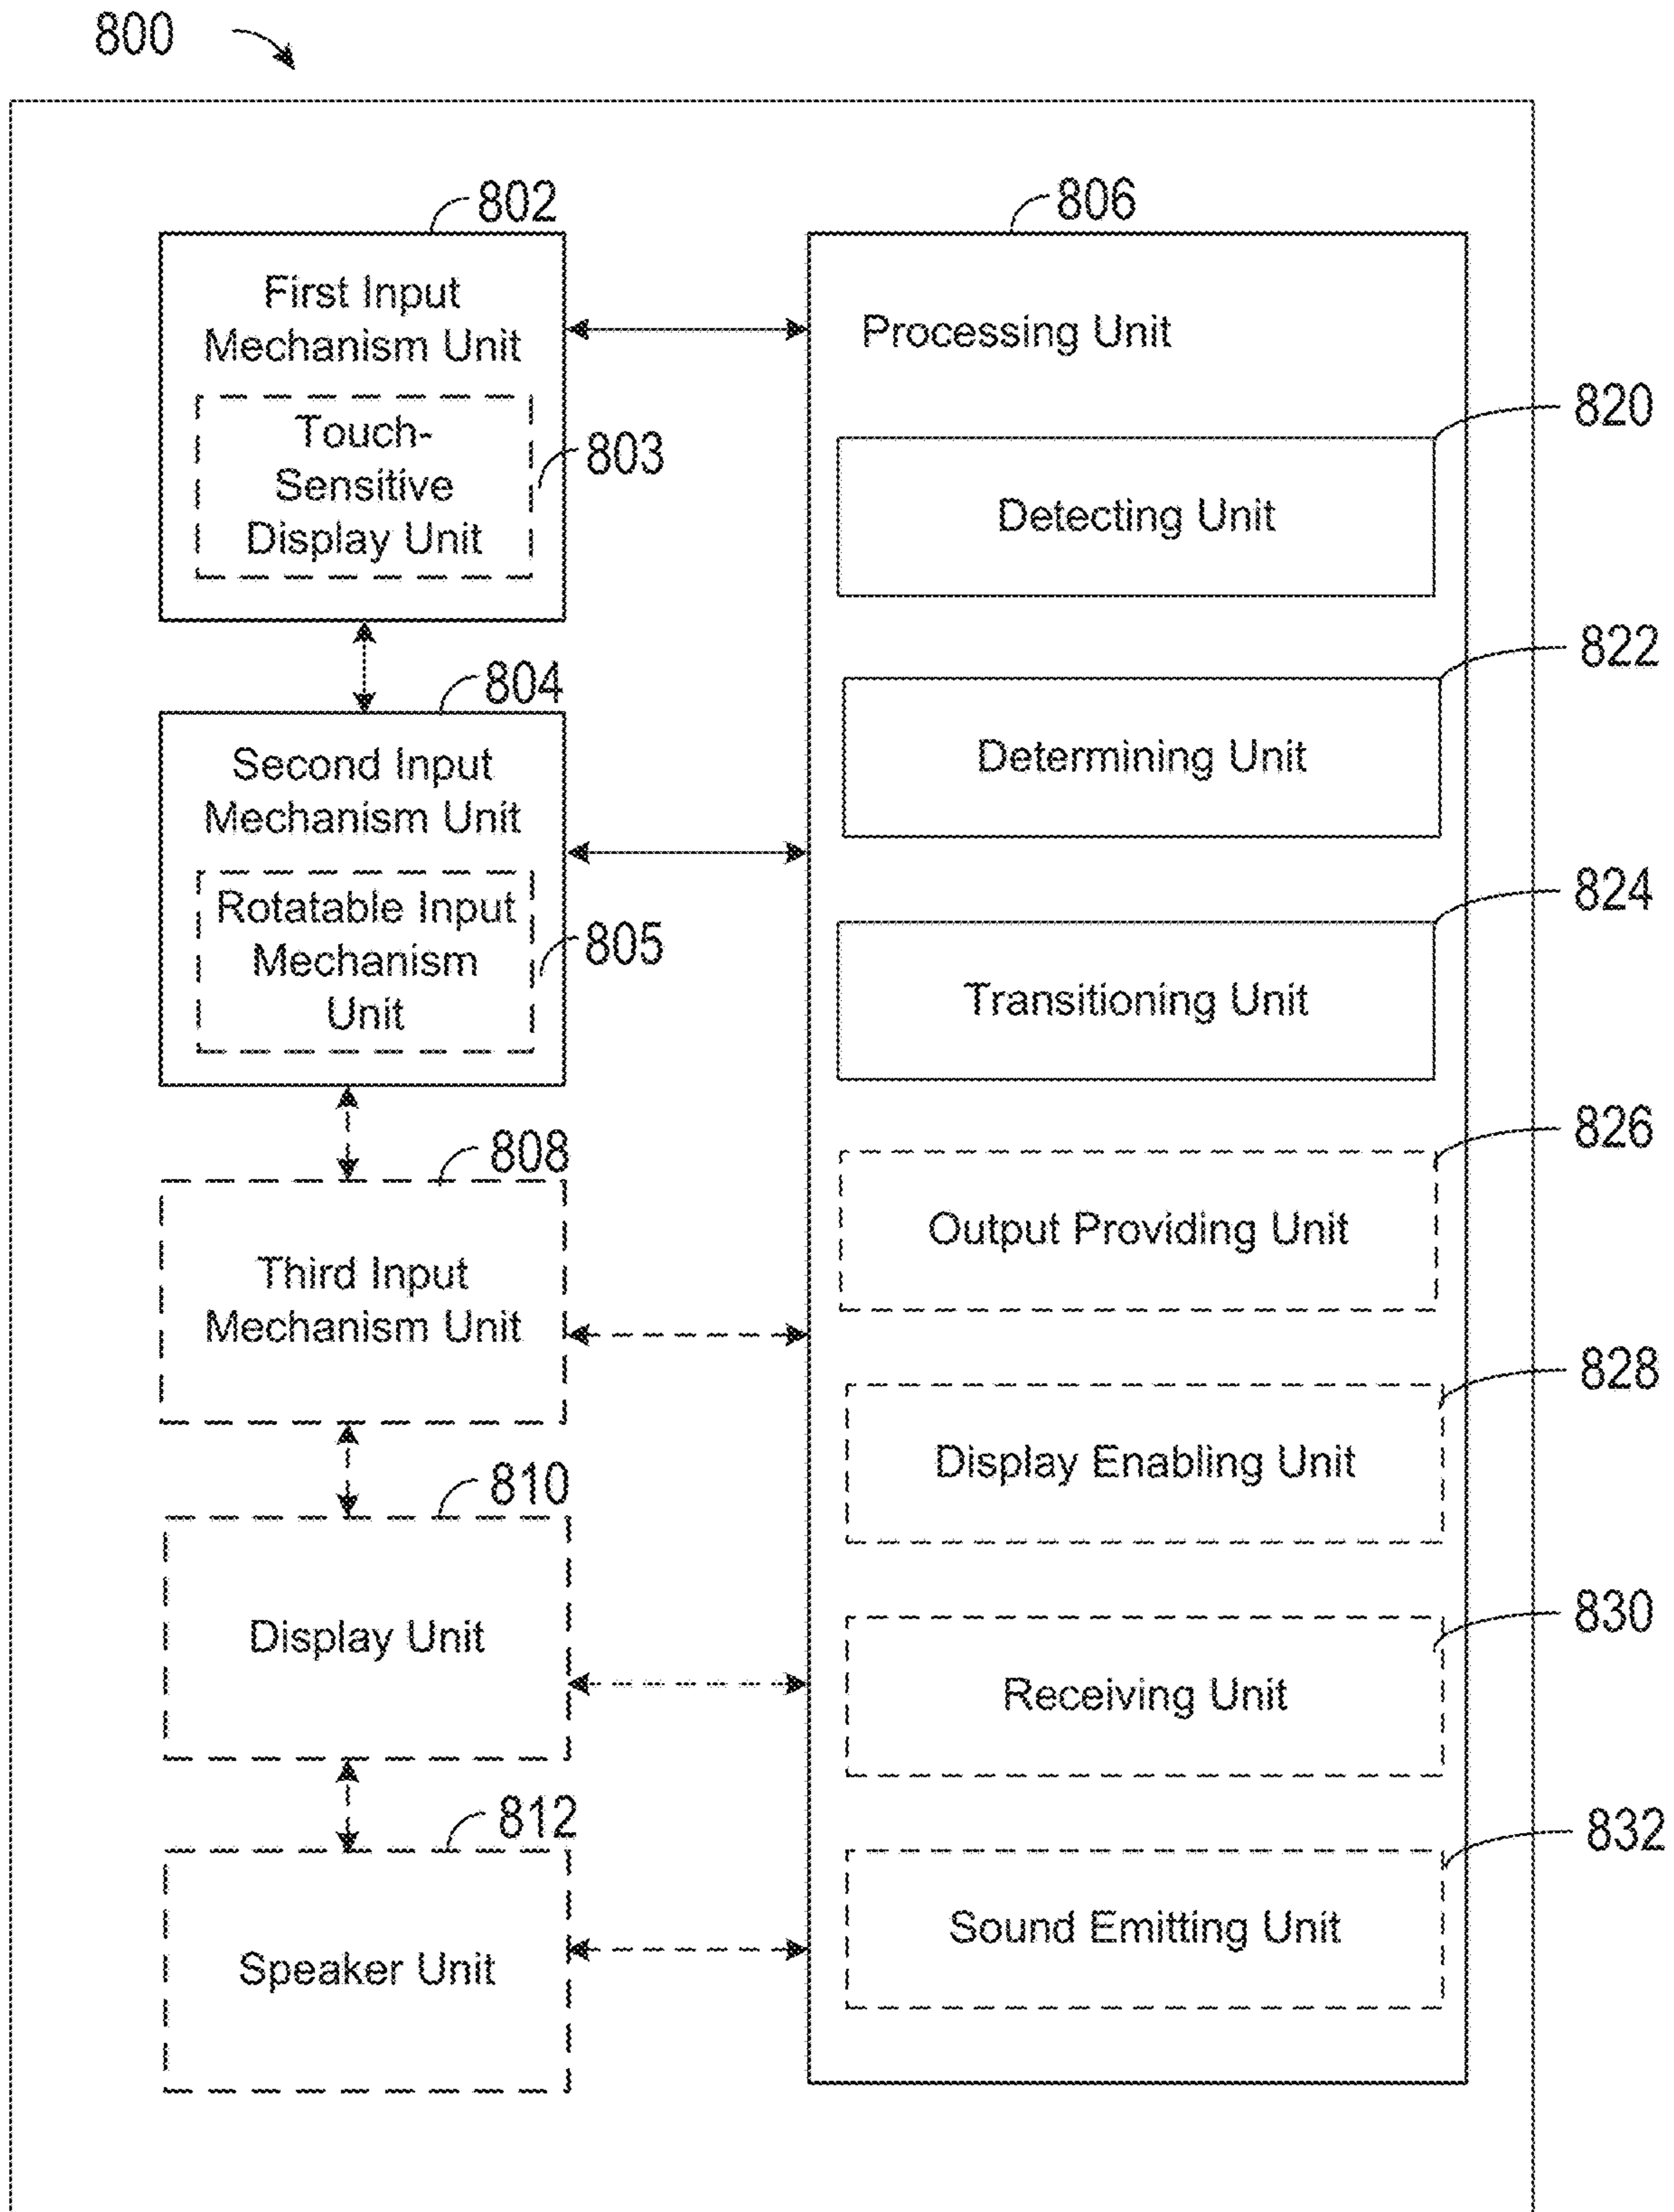 800
802
First Input
Mechanism Unit
Touch-
Sensitive
Display Unit
803
804
Second Input
Mechanism Unit
Rotatable Input
Mechanism
Unit
805
808
Third Input
Mechanism Unit
810
Display Unit
812
Speaker Unit
806
Processing Unit
820
Detecting Unit
822
Determining Unit
824
Transitioning Unit
826
Output Providing Unit
828
Display Enabling Unit
830
Receiving Unit
832
Sound Emitting Unit